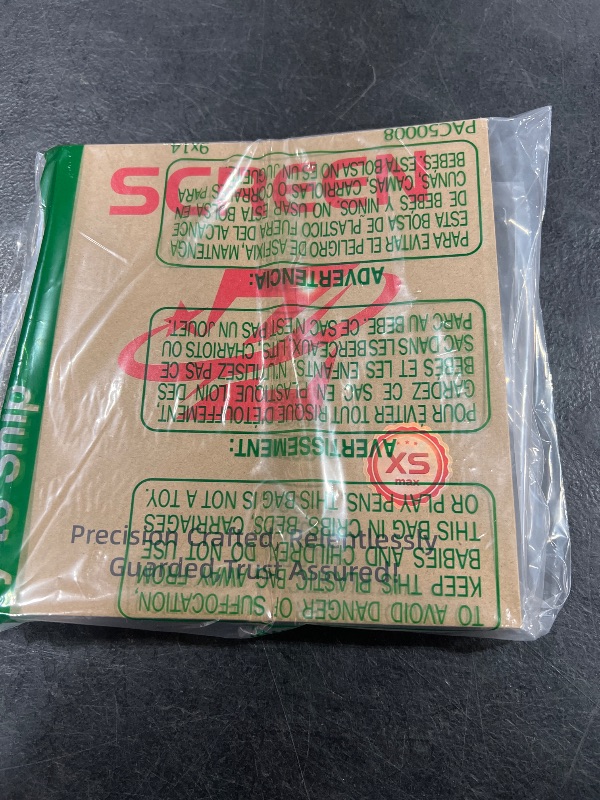 screen
XS
max
Precision Crafted, Relentlessly
Guarded,Trust Assured!
TO AVOID DANGER OF SUFFOCATION,
KEEP THIS PLASTIC BAG AWAY FROM
BABIES AND CHILDREN. DO NOT USE
THIS BAG IN CRIBS, BEDS, CARRIAGES
OR PLAY PENS. THIS BAG IS NOT A TOY.
AVERTISSEMENT:
POUR EVITER TOUT RISQUE D'ETOUFFEMENT,
GARDEZ CE SAC EN PLASTIQUE LOIN DES
BEBES ET LES ENFANTS. N'UTILISEZ PAS CE
SAC DANS LES BERCEAUX, LITS, CHARIOTS OU
PARC AU BEBE. CE SAC N'EST PAS UN JOUET.
ADVERTENCIA:
PARA EVITAR EL PELIGRO DE ASFIXIA, MANTENGA
ESTA BOLSA DE PLASTICO FUERA DEL ALCANCE
DE BEBES Y NIÑOS. NO USAR ESTA BOLSA EN
CUNAS, CAMAS, CARRIOLAS O CORRALES PARA
BEBES. ESTA BOLSA NO ES UN JUGUETE.
PAC50008
9x14
to Ship